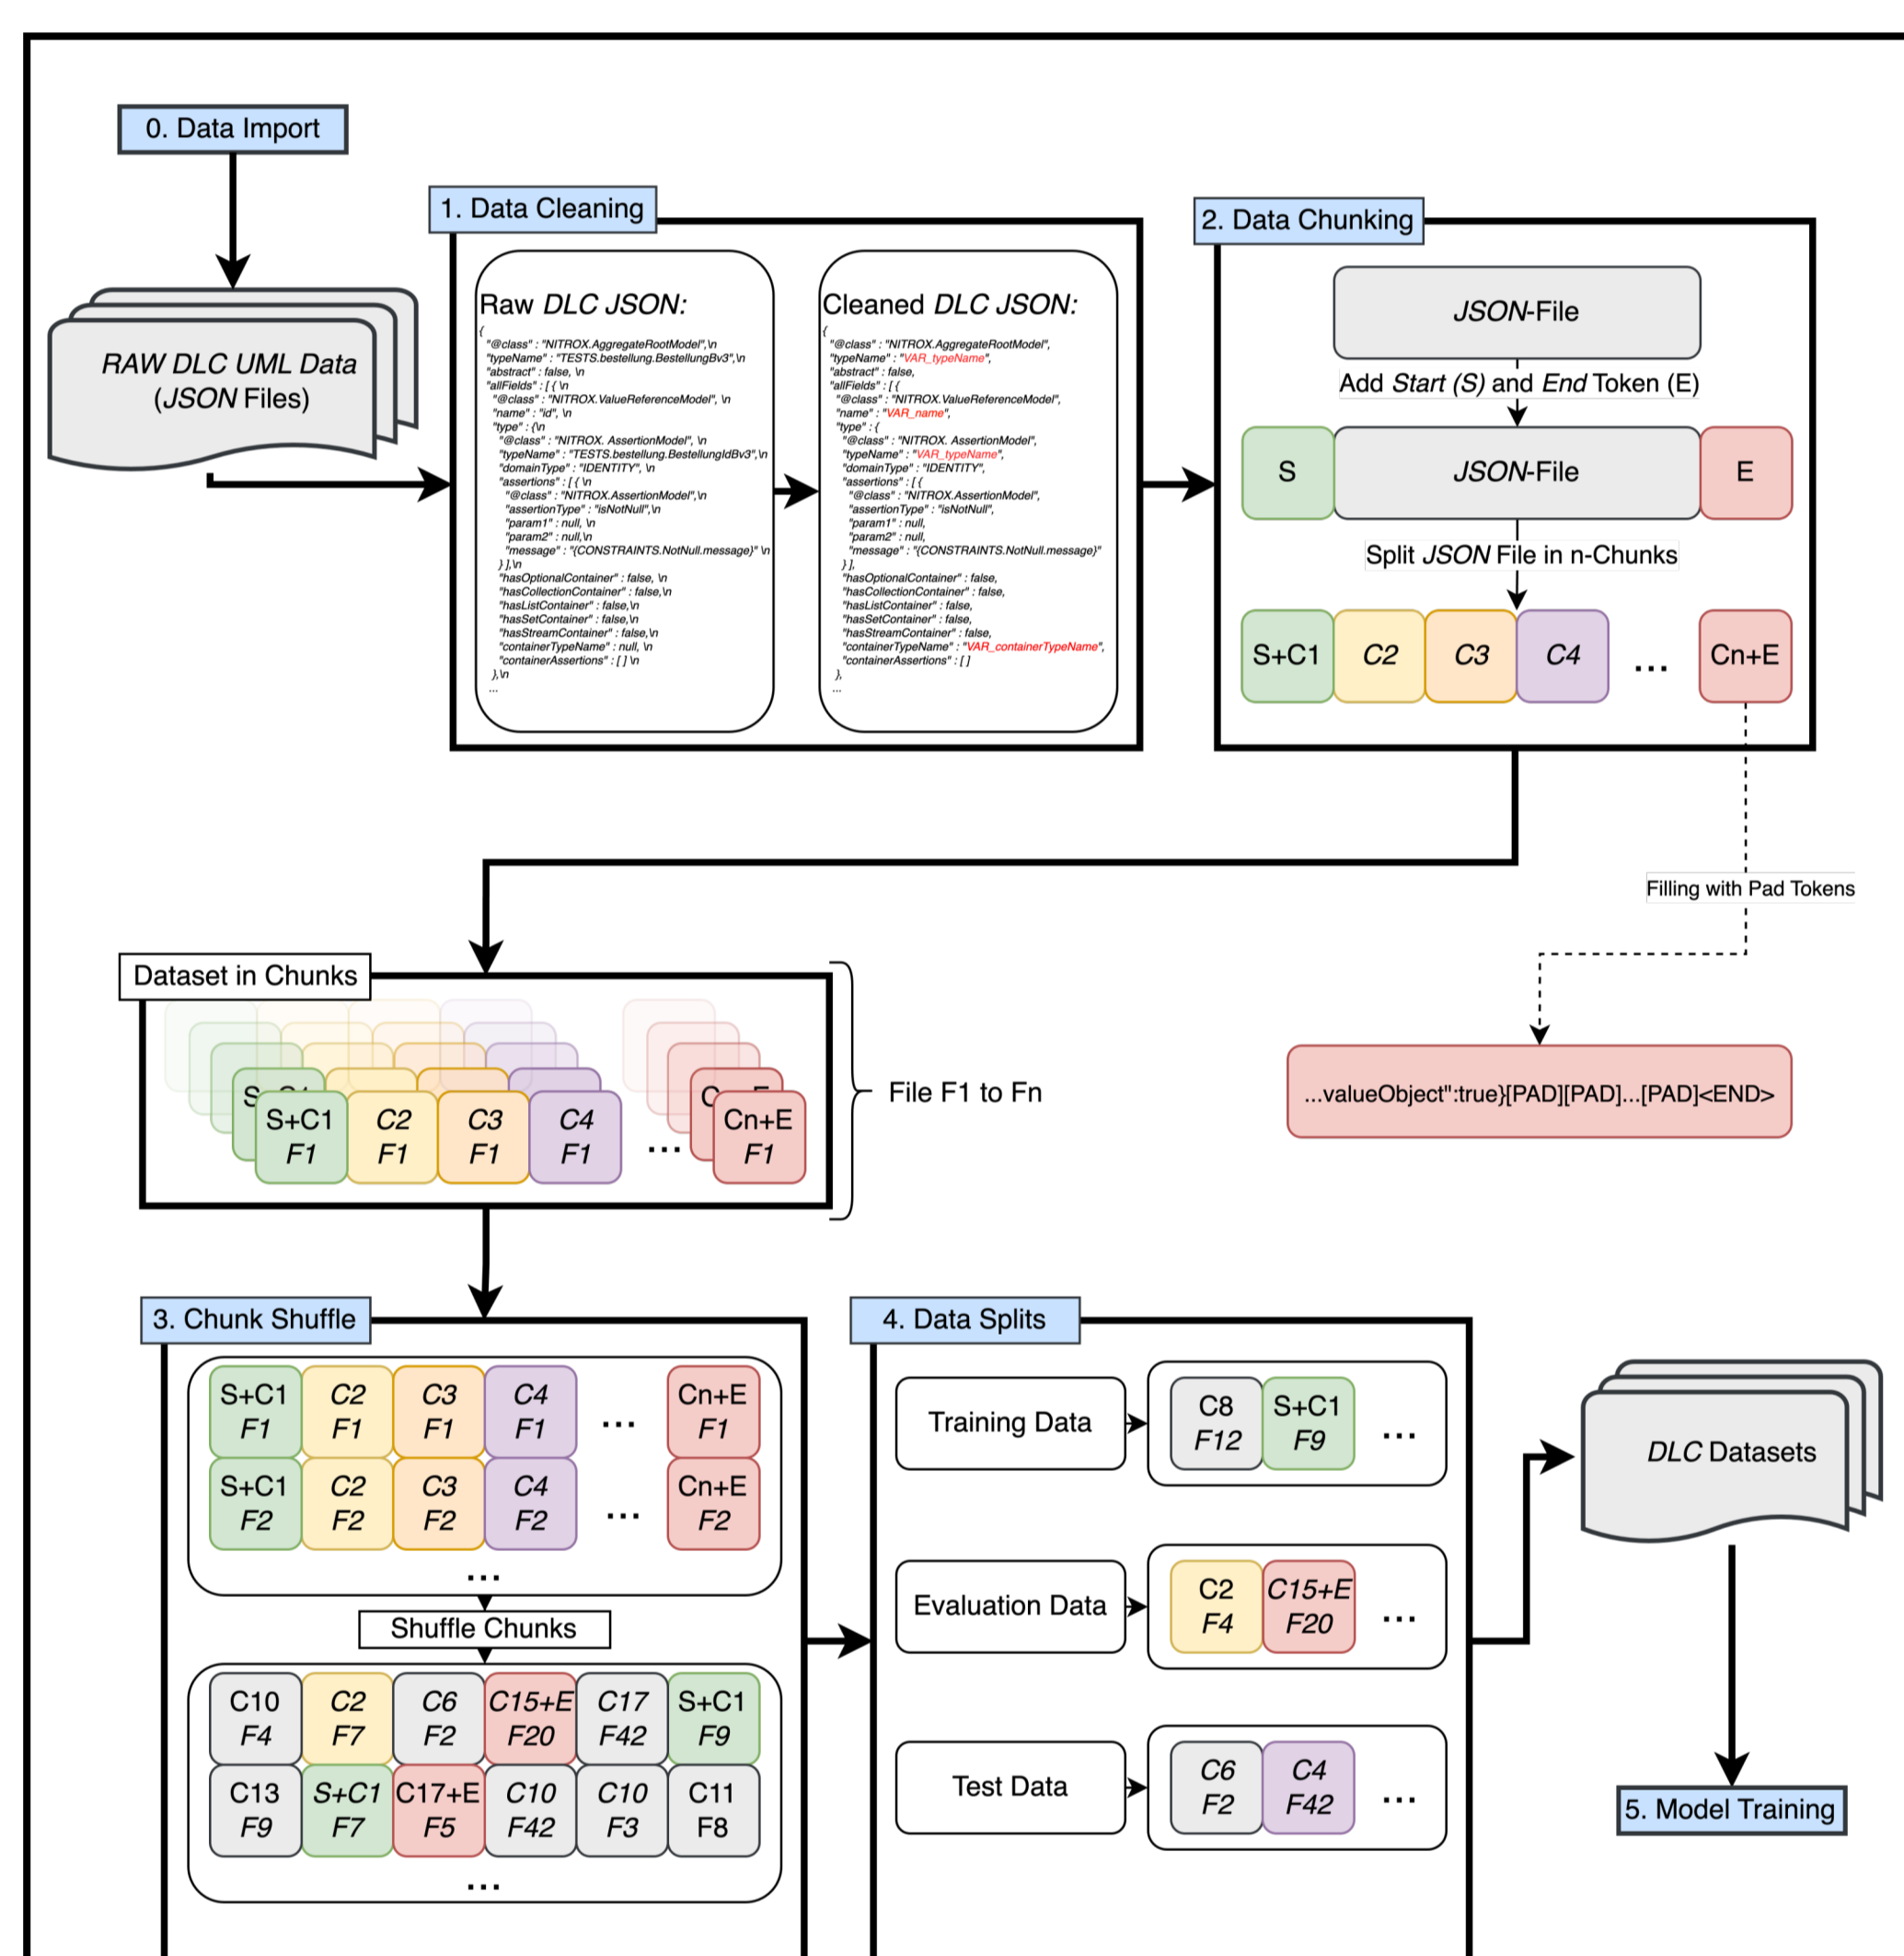 0. Data Import
RAW DLC UML Data
(JSON Files)
1. Data Cleaning
Raw DLC JSON:
{
"@class" : "NITROX.AggregateRootModel",\n
"typeName" : "TESTS.bestellung.BestellungBv3",\n
"abstract" : false, \n
"allFields" : [ { \n
"@class" : "NITROX.ValueReferenceModel", \n
"name" : "id", \n
"type" : {\n
"@class" : "NITROX. AssertionModel", \n
"typeName" : "TESTS.bestellung.BestellungIdBv3",\n
"domainType" : "IDENTITY", \n
"assertions" : [ { \n
"@class" : "NITROX.AssertionModel",\n
"assertionType" : "isNotNull",\n
"param1" : null, \n
"param2" : null,\n
"message" : "{CONSTRAINTS.NotNull.message}" \n
} ],\n
"hasOptionalContainer" : false, \n
"hasCollectionContainer" : false,\n
"hasListContainer" : false,\n
"hasSetContainer" : false,\n
"hasStreamContainer" : false,\n
"containerTypeName" : null, \n
"containerAssertions" : [ ] \n
},\n
...
Cleaned DLC JSON:
{
"@class" : "NITROX.AggregateRootModel",
"typeName" : "VAR_typeName",
"abstract" : false,
"allFields" : [ {
"@class" : "NITROX.ValueReferenceModel",
"name" : "VAR_name",
"type" : {
"@class" : "NITROX. AssertionModel",
"typeName" : "VAR_typeName",
"domainType" : "IDENTITY",
"assertions" : [ {
"@class" : "NITROX.AssertionModel",
"assertionType" : "isNotNull",
"param1" : null,
"param2" : null,
"message" : "{CONSTRAINTS.NotNull.message}"
} ],
"hasOptionalContainer" : false,
"hasCollectionContainer" : false,
"hasListContainer" : false,
"hasSetContainer" : false,
"hasStreamContainer" : false,
"containerTypeName" : "VAR_containerTypeName",
"containerAssertions" : [ ]
},
...
2. Data Chunking
JSON-File
Add Start (S) and End Token (E)
S JSON-File E
Split JSON File in n-Chunks
S+C1 C2 C3 C4 ... Cn+E
Filling with Pad Tokens
...valueObject":true}[PAD][PAD]...[PAD]<END>
Dataset in Chunks
S+C1 C2 C3 C4 ... Cn+E
F1 F1 F1 F1 F1
File F1 to Fn
3. Chunk Shuffle
S+C1 C2 C3 C4 ... Cn+E
F1 F1 F1 F1 F1
S+C1 C2 C3 C4 ... Cn+E
F2 F2 F2 F2 F2
...
Shuffle Chunks
C10 C2 C6 C15+E C17 S+C1
F4 F7 F2 F20 F42 F9
C13 S+C1 C17+E C10 C10 C11
F9 F7 F5 F42 F3 F8
...
4. Data Splits
Training Data
C8 S+C1 ...
F12 F9
Evaluation Data
C2 C15+E ...
F4 F20
Test Data
C6 C4 ...
F2 F42
DLC Datasets
5. Model Training